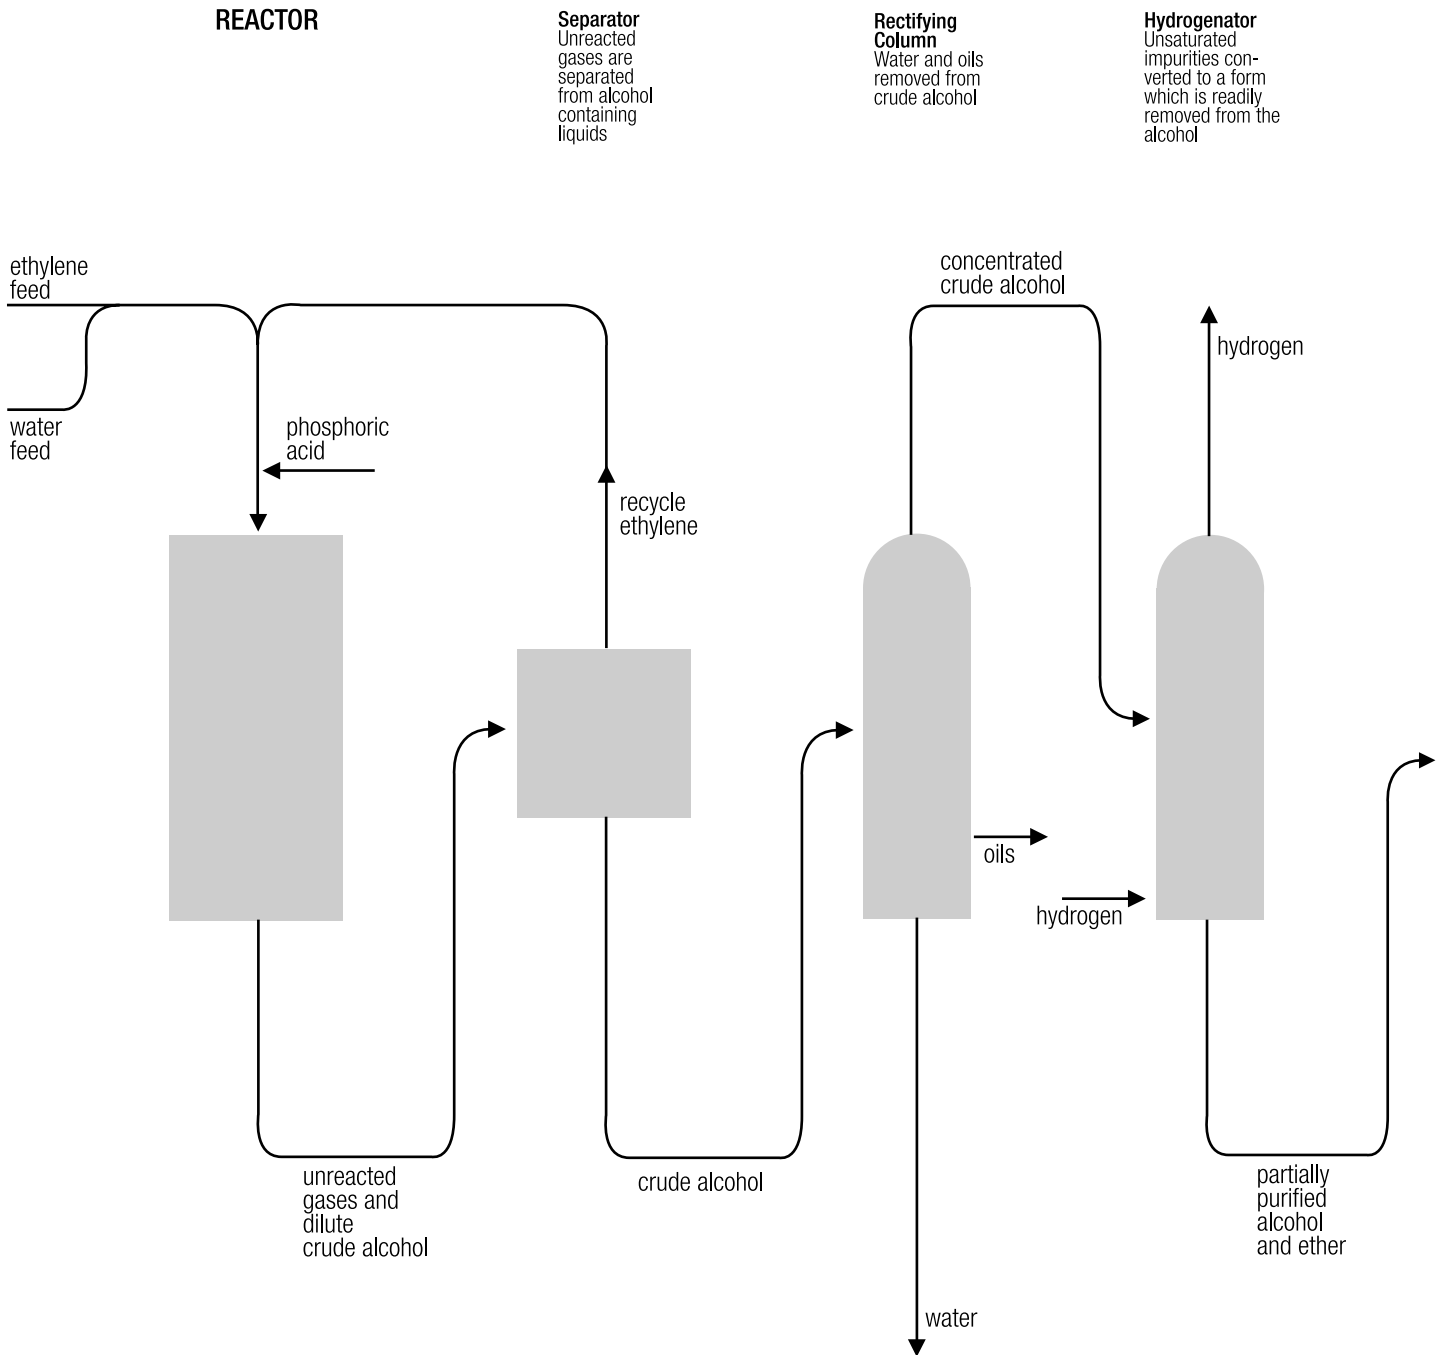 REACTOR
Separator
Unreacted
gases are
separated
from alcohol
containing
liquids
Rectifying
Column
Water and oils
removed from
crude alcohol
Hydrogenator
Unsaturated
impurities con-
verted to a form
which is readily
removed from the
alcohol
ethylene
feed
water
feed
phosphoric
acid
recycle
ethylene
concentrated
crude alcohol
hydrogen
oils
hydrogen
unreacted
gases and
dilute
crude alcohol
crude alcohol
partially
purified
alcohol
and ether
water